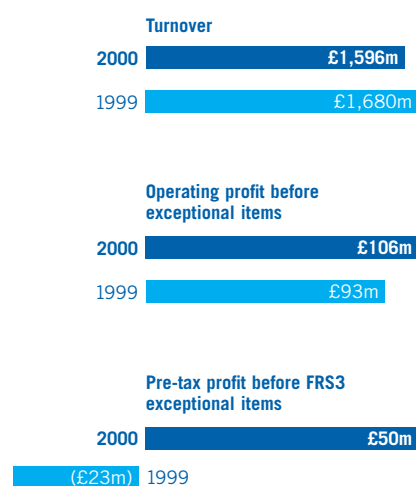 Turnover
2000 £1,596m
1999 £1,680m
Operating profit before
exceptional items
2000 £106m
1999 £93m
Pre-tax profit before FRS3
exceptional items
2000 £50m
(£23m) 1999